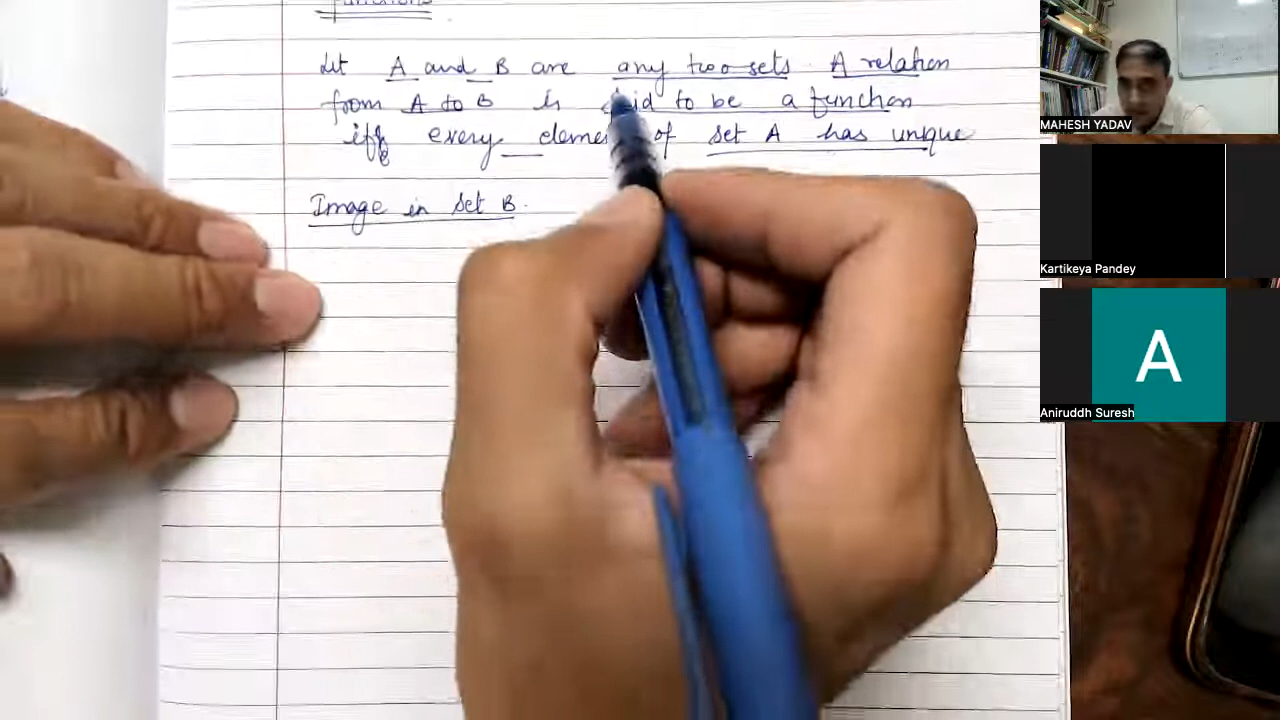 Functions
Let A and B are any two sets. A relation
from A to B is said to be a function
iff every element of set A has unique
Image in set B.
MAHESH YADAV
Kartikeya Pandey
A
Aniruddh Suresh